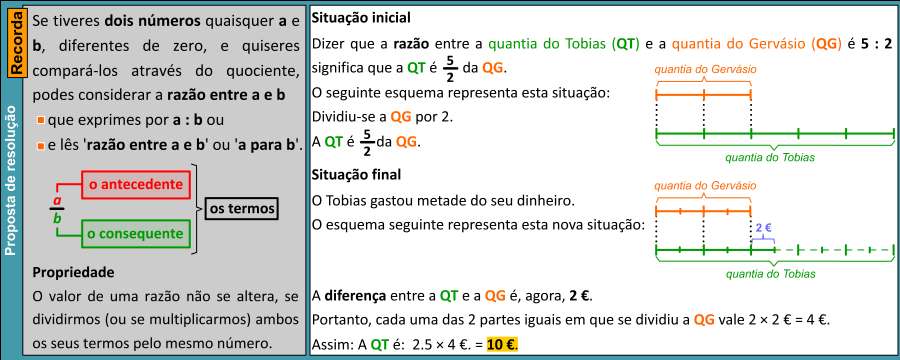 Proposta de resolução
Recorda
Se tiveres dois números quaisquer a e
b, diferentes de zero, e quiseres
compará-los através do quociente,
podes considerar a razão entre a e b
que exprimes por a : b ou
e lês 'razão entre a e b' ou 'a para b'.
a
b
o antecedente
o consequente
os termos
Propriedade
O valor de uma razão não se altera, se
dividirmos (ou se multiplicarmos) ambos
os seus termos pelo mesmo número.
Situação inicial
Dizer que a razão entre a quantia do Tobias (QT) e a quantia do Gervásio (QG) é 5 : 2
significa que a QT é 5/2 da QG.
O seguinte esquema representa esta situação:
Dividiu-se a QG por 2.
A QT é 5/2 da QG.
quantia do Gervásio
quantia do Tobias
Situação final
O Tobias gastou metade do seu dinheiro.
O esquema seguinte representa esta nova situação:
quantia do Gervásio
2 €
quantia do Tobias
A diferença entre a QT e a QG é, agora, 2 €.
Portanto, cada uma das 2 partes iguais em que se dividiu a QG vale 2 × 2 € = 4 €.
Assim: A QT é: 2.5 × 4 €. = 10 €.